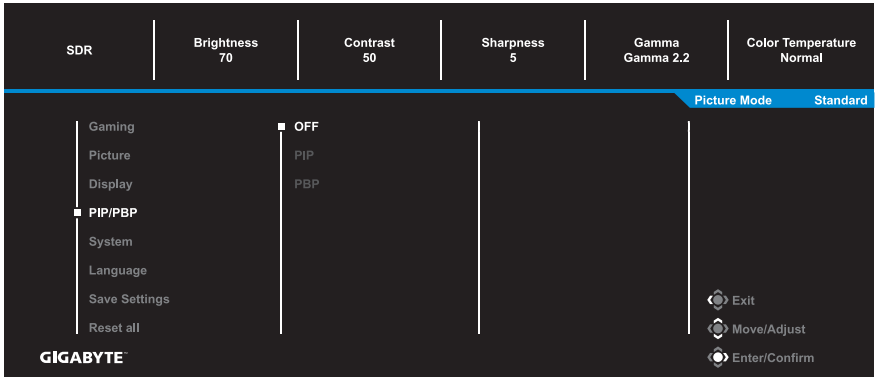 SDR
Brightness
70
Contrast
50
Sharpness
5
Gamma
Gamma 2.2
Color Temperature
Normal
Picture Mode Standard
Gaming
Picture
Display
PIP/PBP
System
Language
Save Settings
Reset all
OFF
PIP
PBP
Exit
Move/Adjust
Enter/Confirm
GIGABYTE™